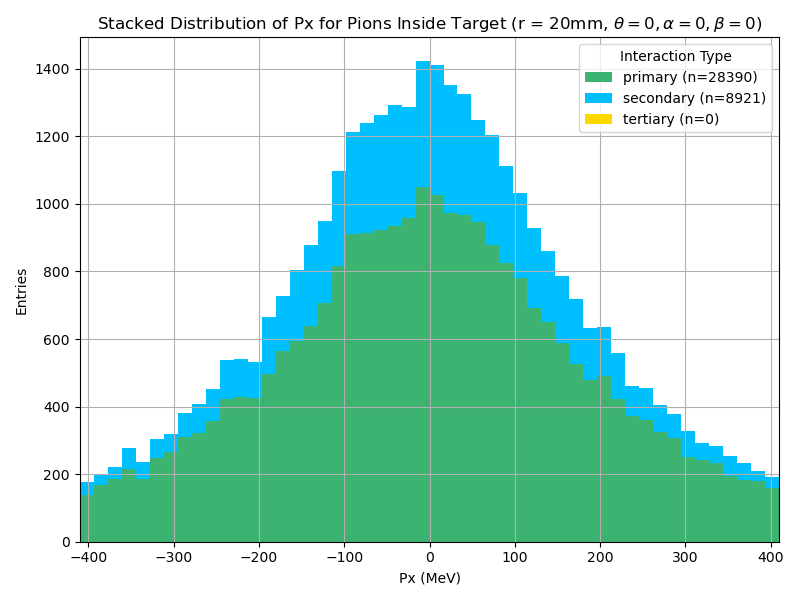 Stacked Distribution of Px for Pions Inside Target (r = 20mm, θ = 0, α = 0, β = 0)
Interaction Type
primary (n=28390)
secondary (n=8921)
tertiary (n=0)
Entries
1400
1200
1000
800
600
400
200
0
−400 −300 −200 −100 0 100 200 300 400
Px (MeV)